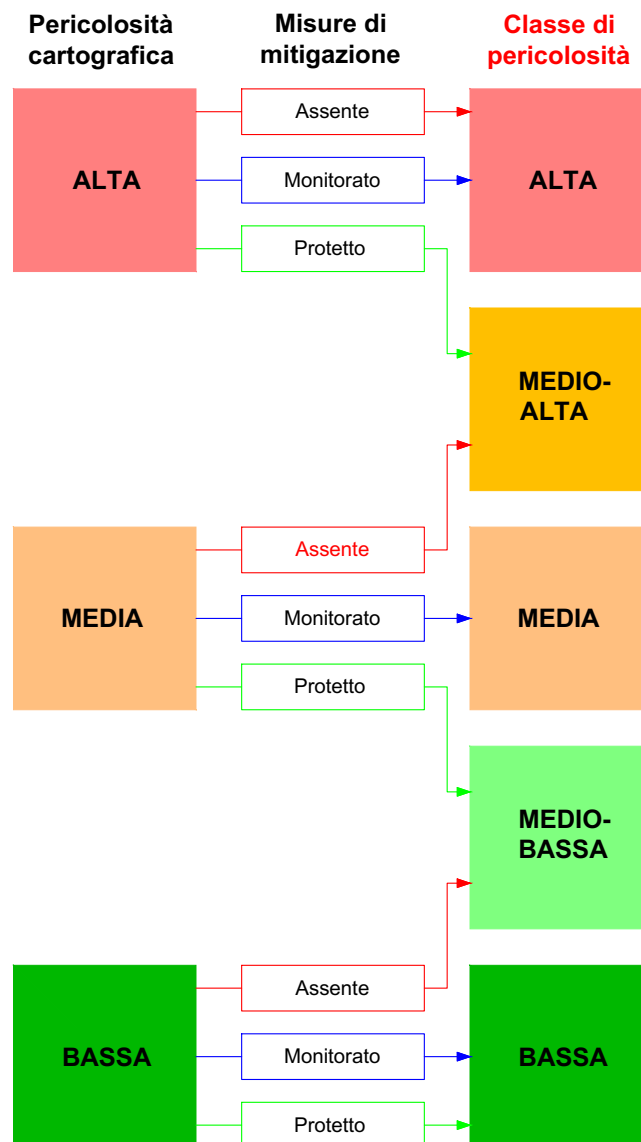 Pericolosità
cartografica
Misure di
mitigazione
Classe di
pericolosità
ALTA
Assente
Monitorato
Protetto
ALTA
MEDIO-
ALTA
MEDIA
Assente
Monitorato
Protetto
MEDIA
MEDIO-
BASSA
BASSA
Assente
Monitorato
Protetto
BASSA